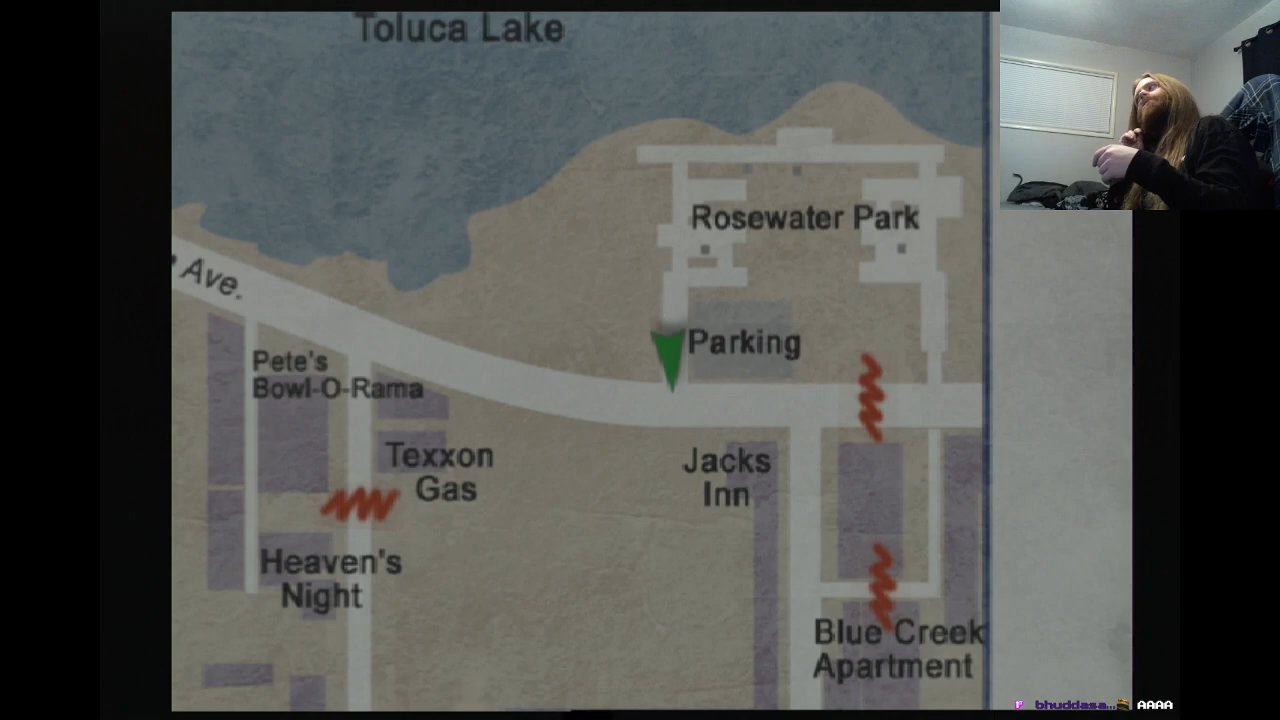 Toluca Lake
Rosewater Park
Ave.
Parking
Pete's
Bowl-O-Rama
Texxon
Gas
Jacks
Inn
Heaven's
Night
Blue Creek
Apartment
bhuddasa... AAAA